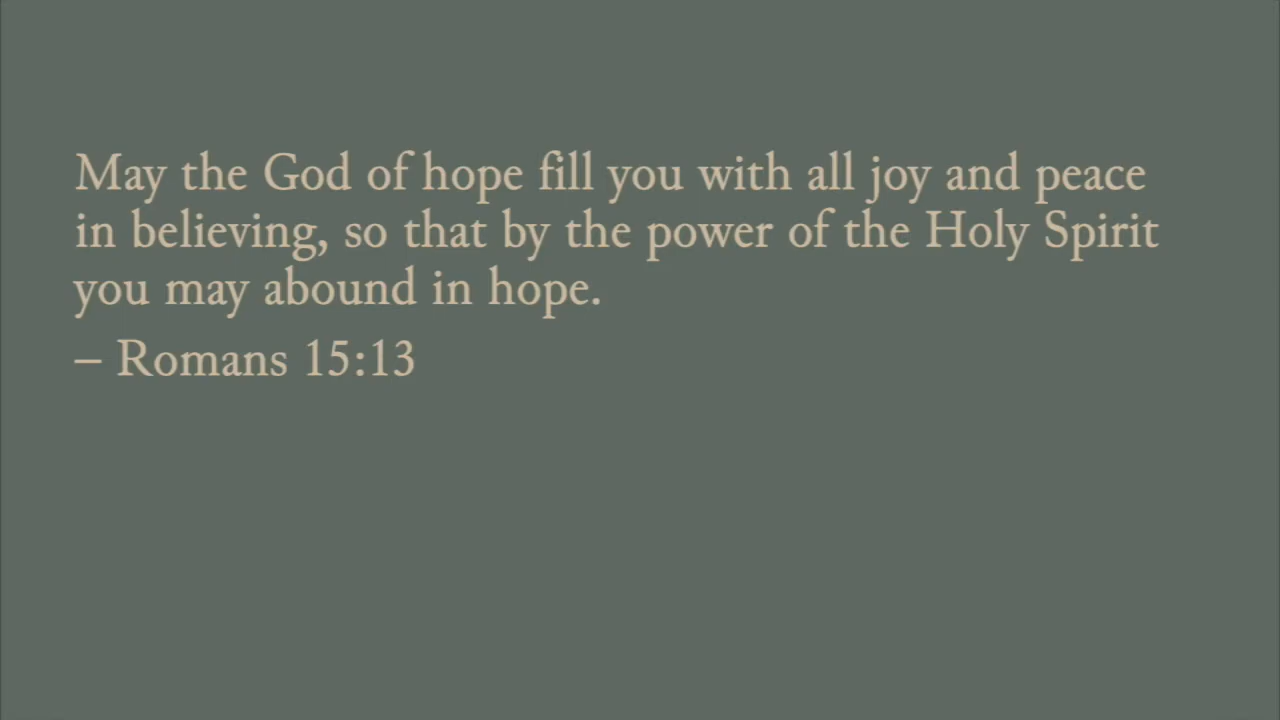 May the God of hope fill you with all joy and peace
in believing, so that by the power of the Holy Spirit
you may abound in hope.
– Romans 15:13